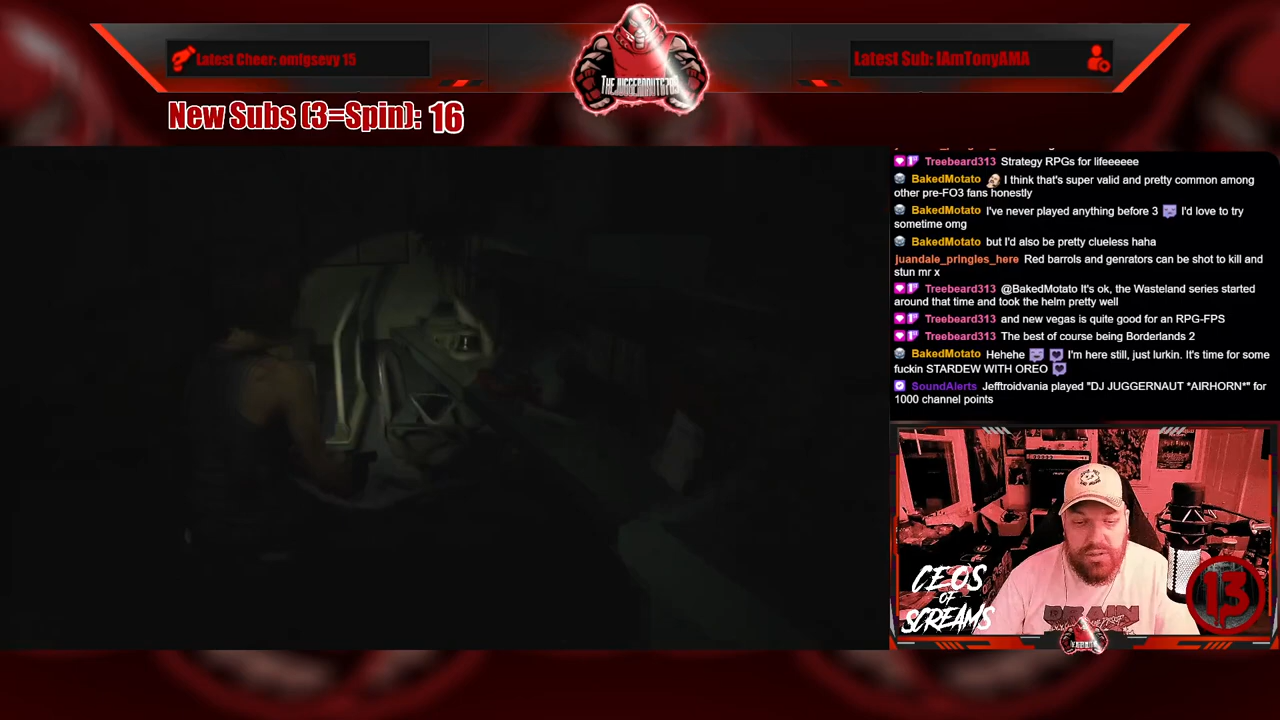 Latest Cheer: omfgsevy 15
THEJUGGERNAUT6705
Latest Sub: IAmTonyAMA
New Subs (3=Spin): 16
Treebeard313 Strategy RPGs for lifeeeeee
BakedMotato I think that's super valid and pretty common among
other pre-FO3 fans honestly
BakedMotato I've never played anything before 3 I'd love to try
sometime omg
BakedMotato but I'd also be pretty clueless haha
juandale_pringles_here Red barrols and genrators can be shot to kill and
stun mr x
Treebeard313 @BakedMotato It's ok, the Wasteland series started
around that time and took the helm pretty well
Treebeard313 and new vegas is quite good for an RPG-FPS
Treebeard313 The best of course being Borderlands 2
BakedMotato Hehehe I'm here still, just lurkin. It's time for some
fuckin STARDEW WITH OREO
SoundAlerts Jefftroidvania played "DJ JUGGERNAUT *AIRHORN*" for
1000 channel points
CEOS
OF
SCREAMS
13
DRAIN